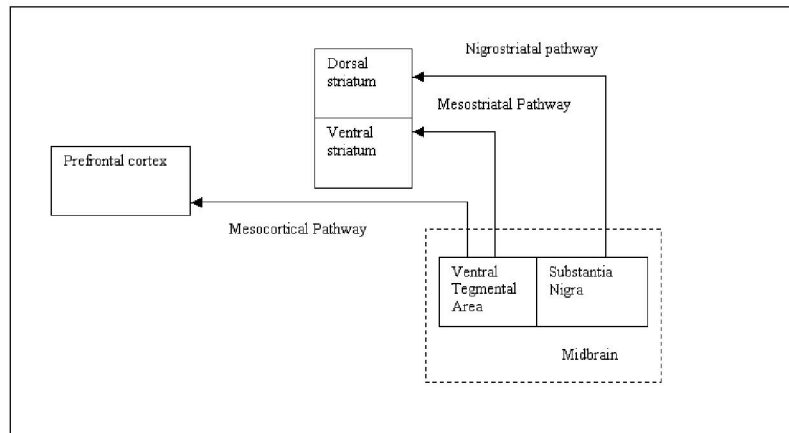 Nigrostriatal pathway
Dorsal
striatum
Mesostriatal Pathway
Ventral
striatum
Prefrontal cortex
Mesocortical Pathway
Ventral
Tegmental
Area
Substantia
Nigra
Midbrain